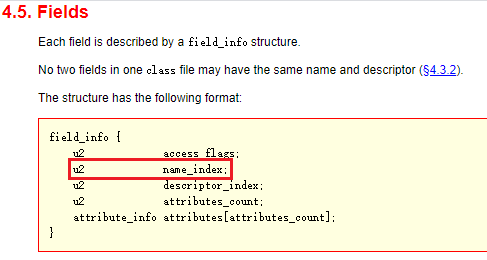 4.5. Fields
Each field is described by a field_info structure.
No two fields in one class file may have the same name and descriptor (§4.3.2).
The structure has the following format:
field_info {
u2 access_flags;
u2 name_index;
u2 descriptor_index;
u2 attributes_count;
attribute_info attributes[attributes_count];
}